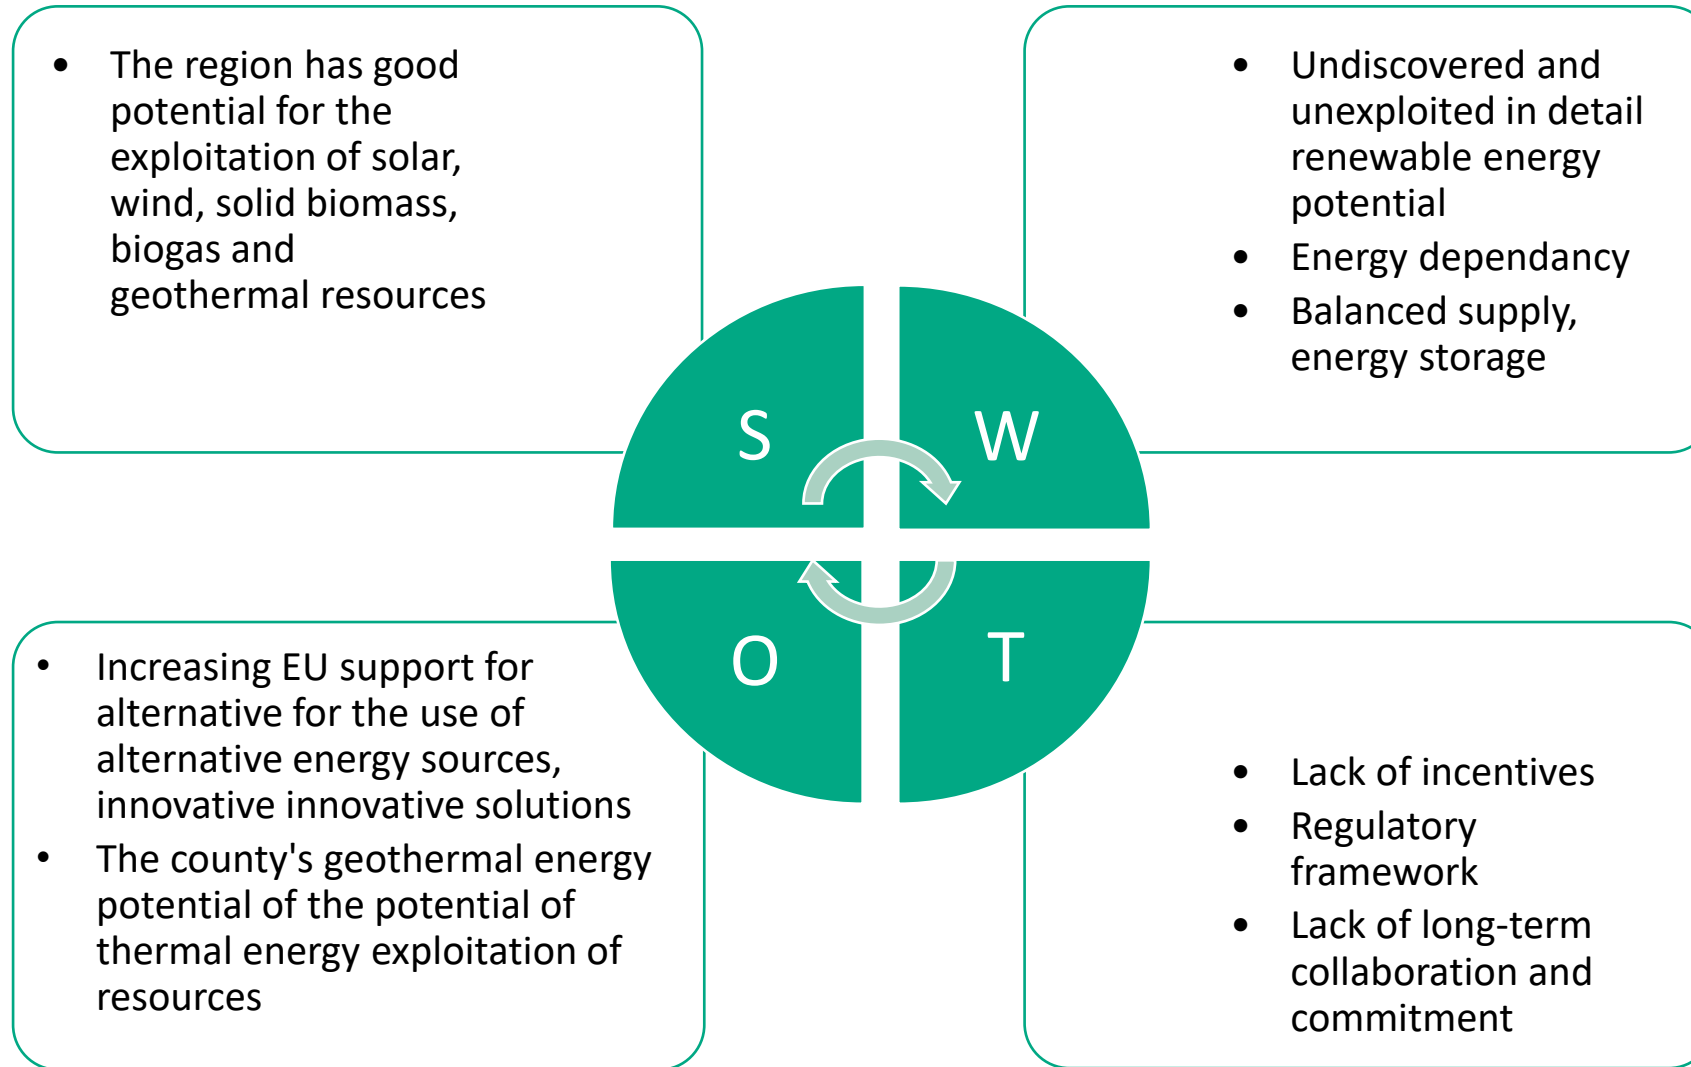 • The region has good
potential for the
exploitation of solar,
wind, solid biomass,
biogas and
geothermal resources
• Undiscovered and
unexploited in detail
renewable energy
potential
• Energy dependancy
• Balanced supply,
energy storage
S
W
O
T
• Increasing EU support for
alternative for the use of
alternative energy sources,
innovative innovative solutions
• The county's geothermal energy
potential of the potential of
thermal energy exploitation of
resources
• Lack of incentives
• Regulatory
framework
• Lack of long-term
collaboration and
commitment